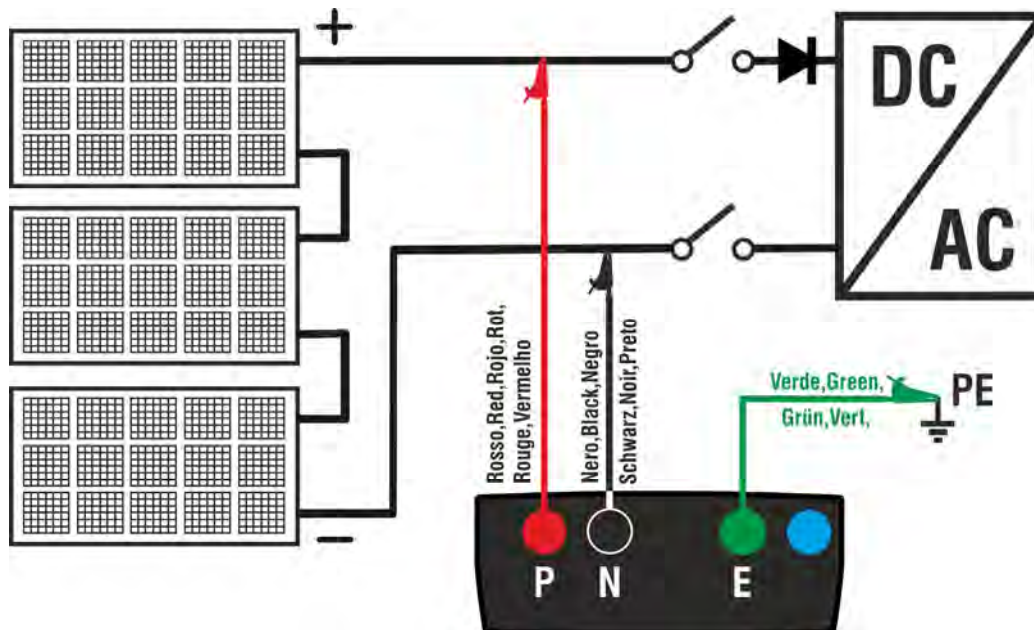 +
DC
AC
Rosso,Red,Rojo,Rot,
Rouge,Vermelho
Nero,Black,Negro
Schwarz,Noir,Preto
Verde,Green,
Grün,Vert,
PE
−
P N E